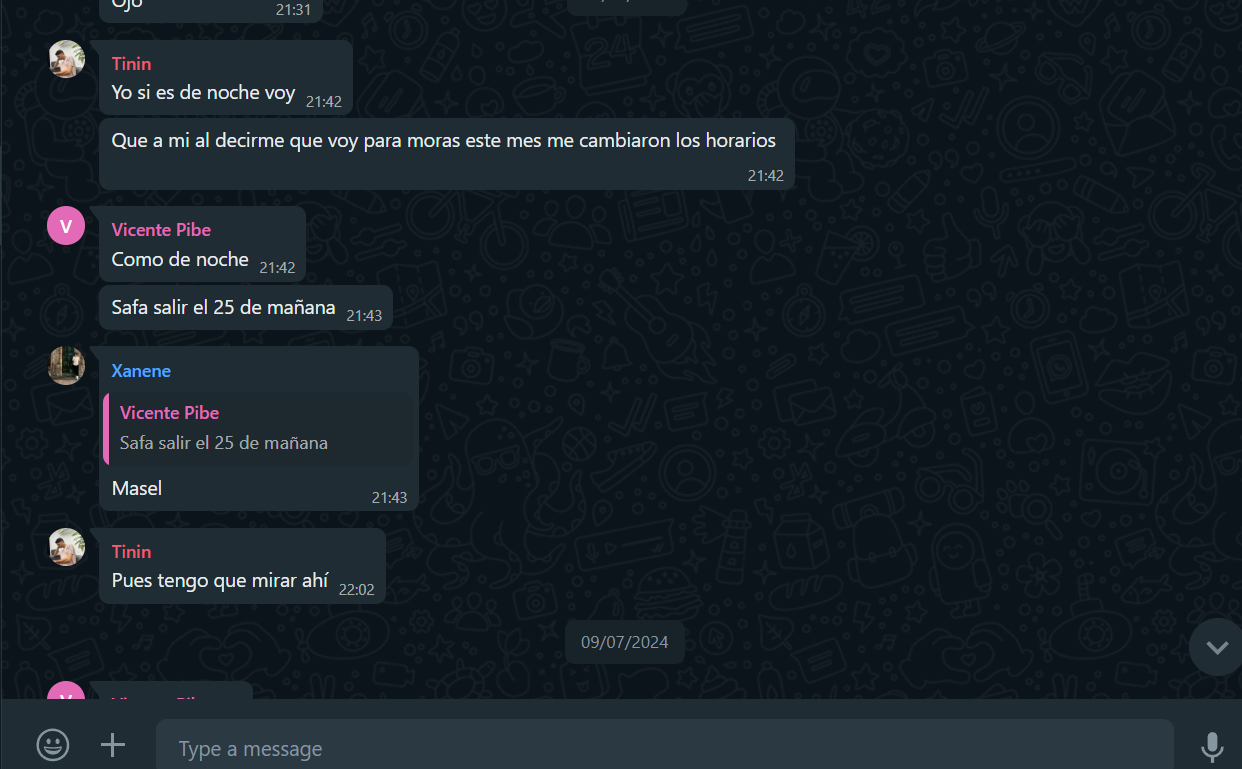 Ojo
21:31
Tinin
Yo si es de noche voy 21:42
Que a mi al decirme que voy para moras este mes me cambiaron los horarios
21:42
V
Vicente Pibe
Como de noche 21:42
Safa salir el 25 de mañana 21:43
Xanene
Vicente Pibe
Safa salir el 25 de mañana
Masel 21:43
Tinin
Pues tengo que mirar ahí 22:02
09/07/2024
Type a message